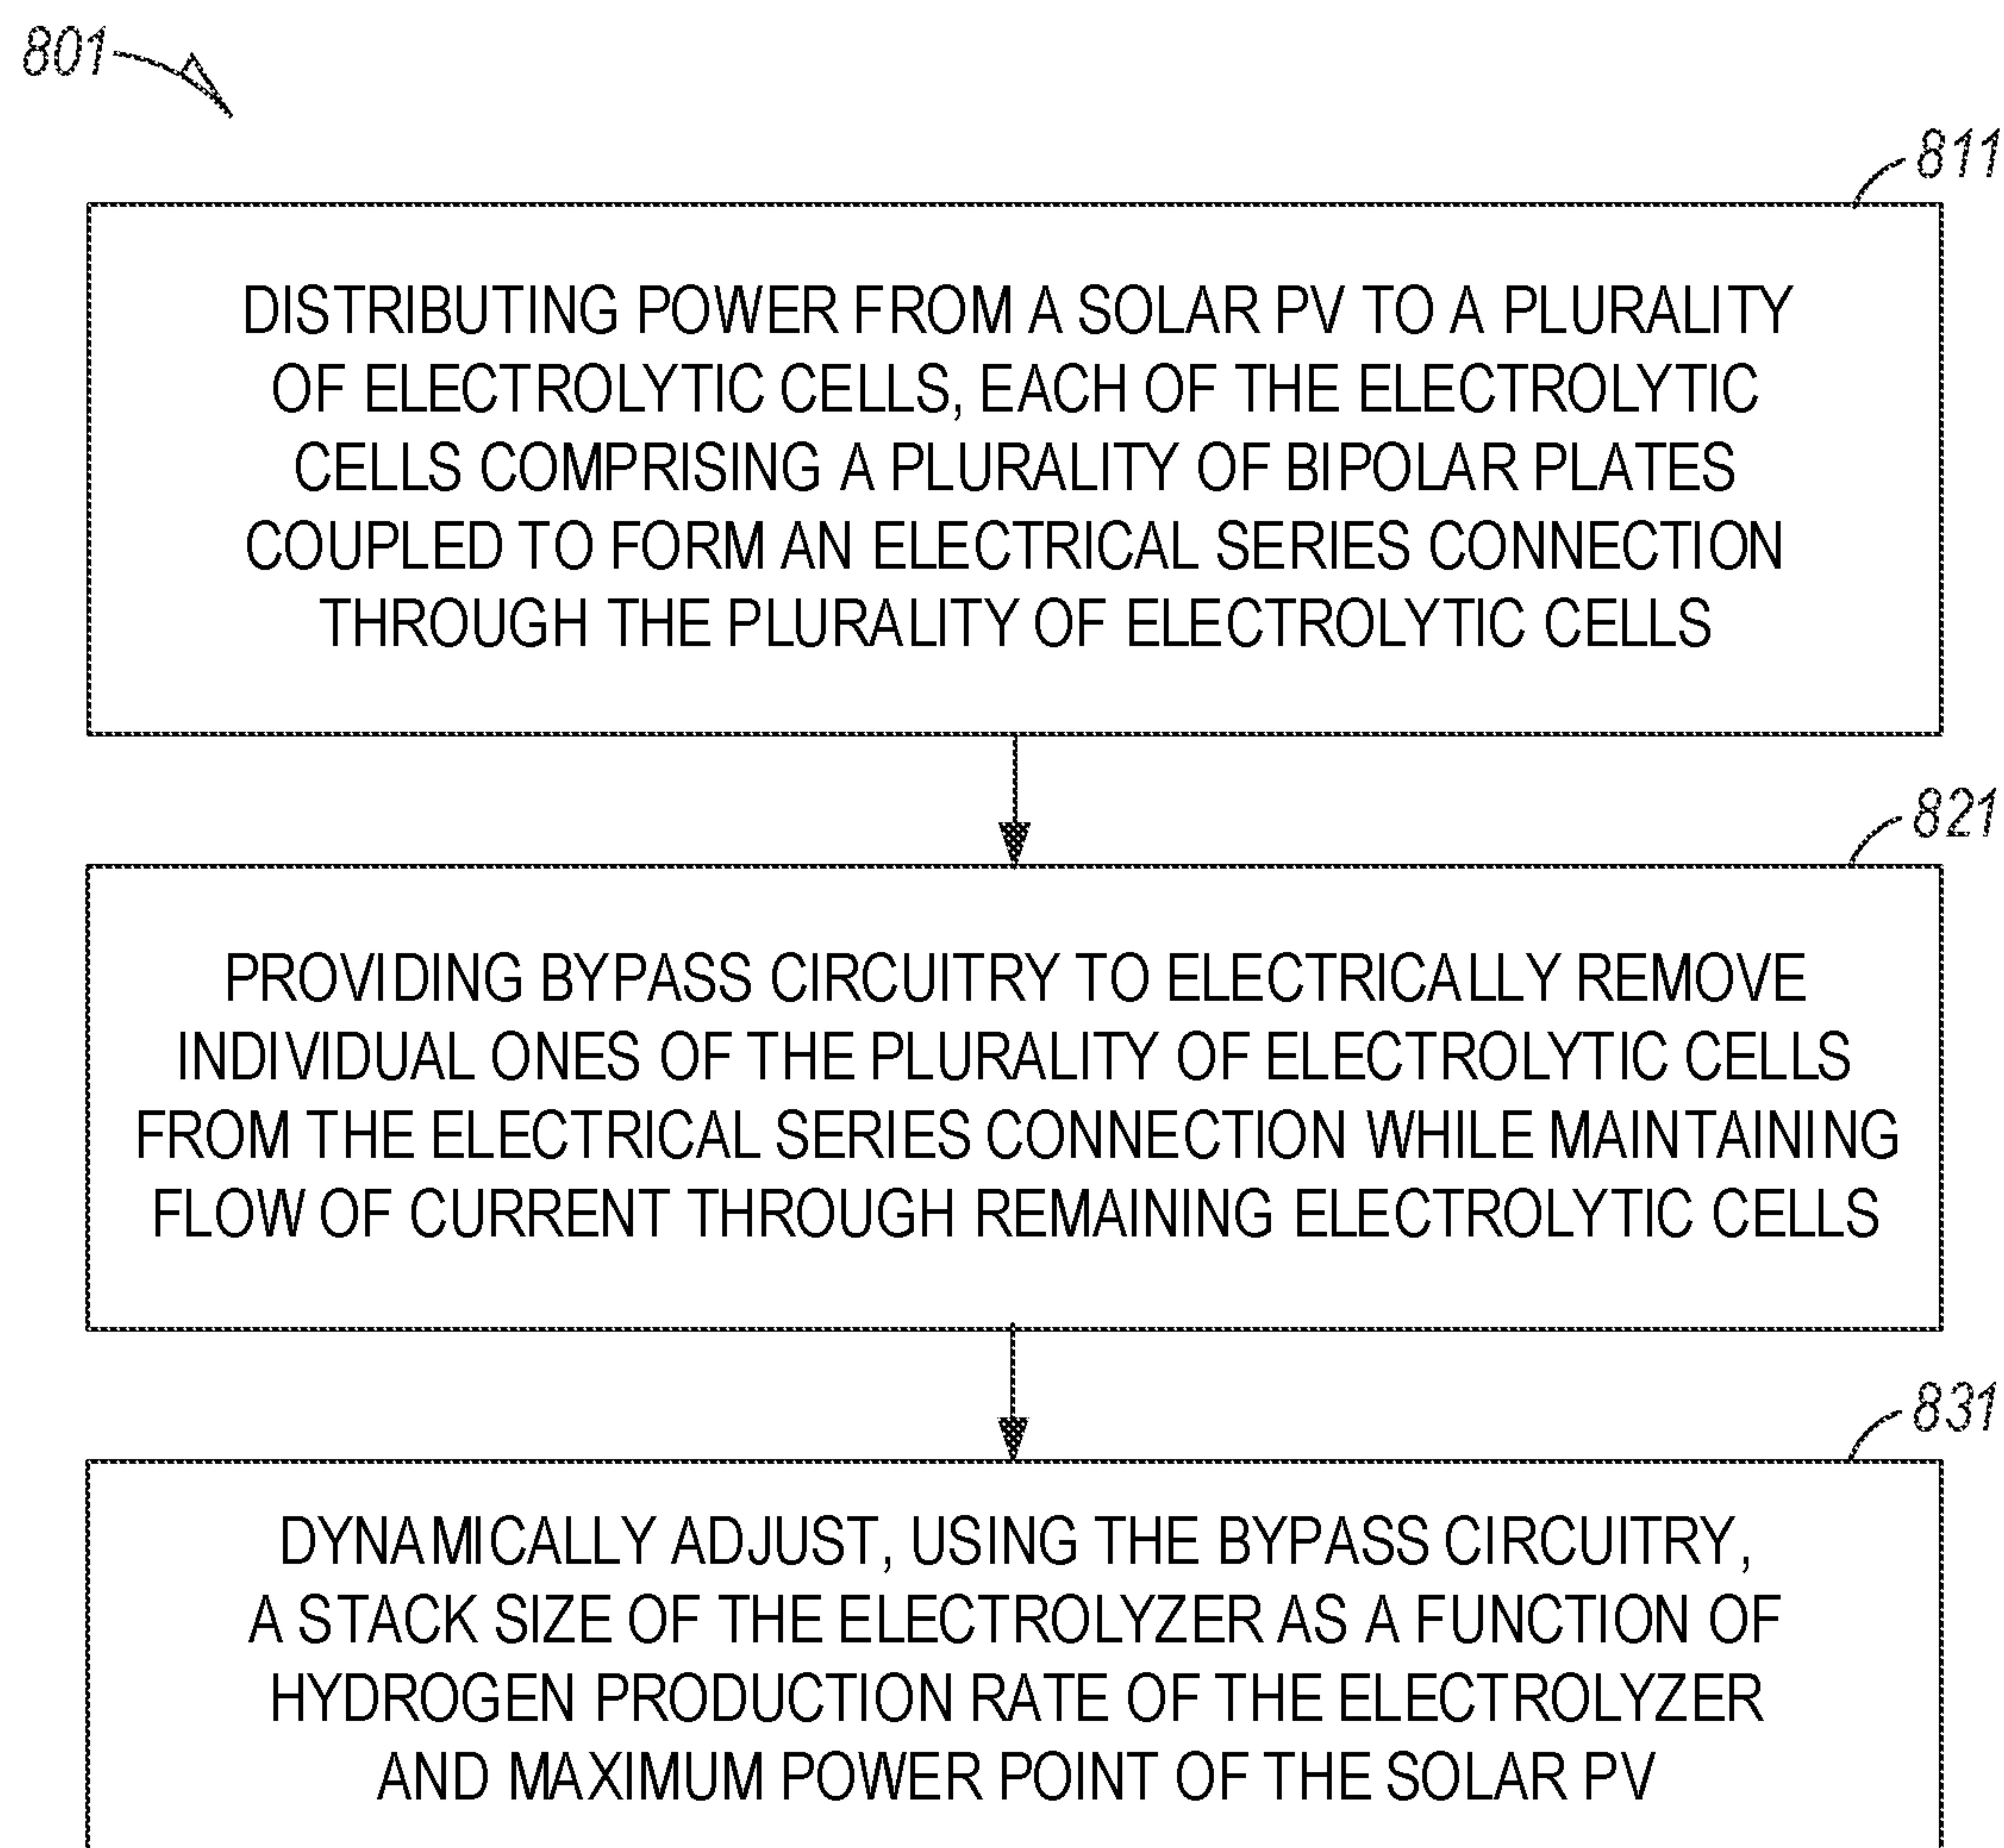 801
811
DISTRIBUTING POWER FROM A SOLAR PV TO A PLURALITY
OF ELECTROLYTIC CELLS, EACH OF THE ELECTROLYTIC
CELLS COMPRISING A PLURALITY OF BIPOLAR PLATES
COUPLED TO FORM AN ELECTRICAL SERIES CONNECTION
THROUGH THE PLURALITY OF ELECTROLYTIC CELLS
821
PROVIDING BYPASS CIRCUITRY TO ELECTRICALLY REMOVE
INDIVIDUAL ONES OF THE PLURALITY OF ELECTROLYTIC CELLS
FROM THE ELECTRICAL SERIES CONNECTION WHILE MAINTAINING
FLOW OF CURRENT THROUGH REMAINING ELECTROLYTIC CELLS
831
DYNAMICALLY ADJUST, USING THE BYPASS CIRCUITRY,
A STACK SIZE OF THE ELECTROLYZER AS A FUNCTION OF
HYDROGEN PRODUCTION RATE OF THE ELECTROLYZER
AND MAXIMUM POWER POINT OF THE SOLAR PV